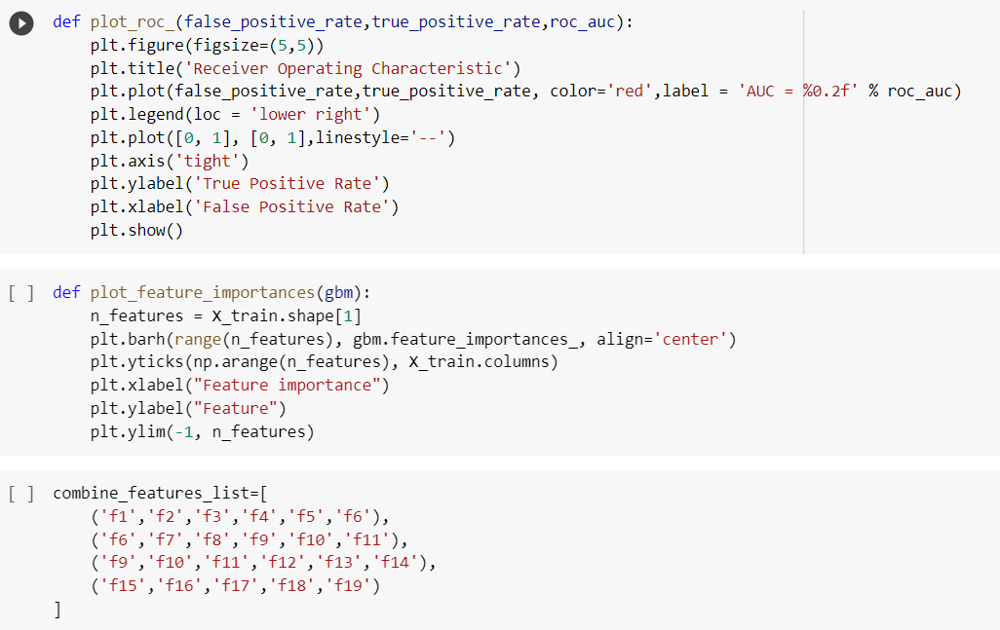 def plot_roc_(false_positive_rate,true_positive_rate,roc_auc):
    plt.figure(figsize=(5,5))
    plt.title('Receiver Operating Characteristic')
    plt.plot(false_positive_rate,true_positive_rate, color='red',label = 'AUC = %0.2f' % roc_auc)
    plt.legend(loc = 'lower right')
    plt.plot([0, 1], [0, 1],linestyle='--')
    plt.axis('tight')
    plt.ylabel('True Positive Rate')
    plt.xlabel('False Positive Rate')
    plt.show()
[ ] def plot_feature_importances(gbm):
    n_features = X_train.shape[1]
    plt.barh(range(n_features), gbm.feature_importances_, align='center')
    plt.yticks(np.arange(n_features), X_train.columns)
    plt.xlabel("Feature importance")
    plt.ylabel("Feature")
    plt.ylim(-1, n_features)
[ ] combine_features_list=[
    ('f1','f2','f3','f4','f5','f6'),
    ('f6','f7','f8','f9','f10','f11'),
    ('f9','f10','f11','f12','f13','f14'),
    ('f15','f16','f17','f18','f19')
]